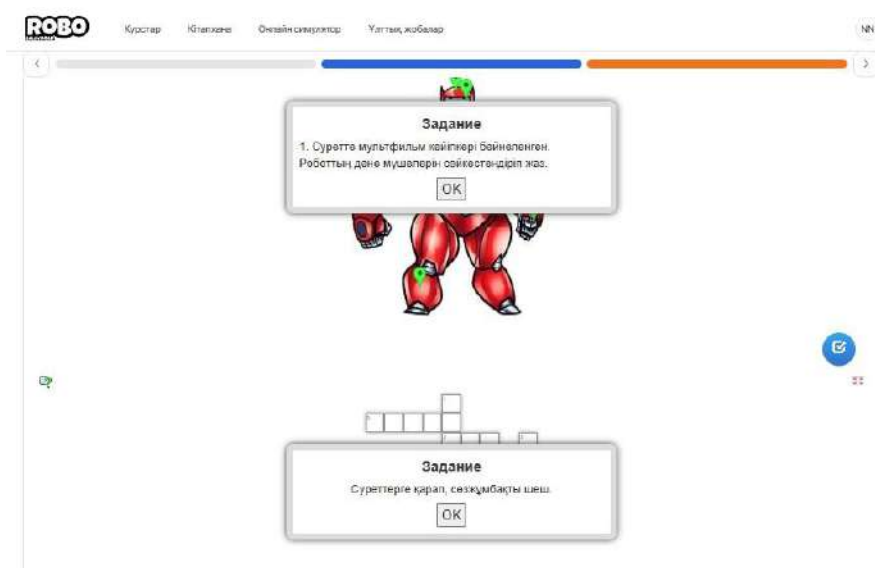 ROBO
Курстар Кітапхана Онлайн симулятор Ұлттық жобалар NN
Задание
1. Суретте мультфильм кейіпкері бейнеленген.
Роботтың дене мүшелерін сәйкестендіріп жаз.
OK
Задание
Суреттерге қарап, сөзжұмбақты шеш.
OK